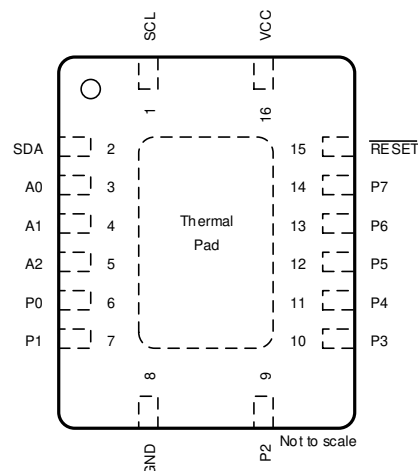 SCL
VCC
1
16
SDA 2 15 RESET
A0 3 14 P7
A1 4 13 P6
Thermal
Pad
A2 5 12 P5
P0 6 11 P4
P1 7 10 P3
8
9
GND
P2
Not to scale